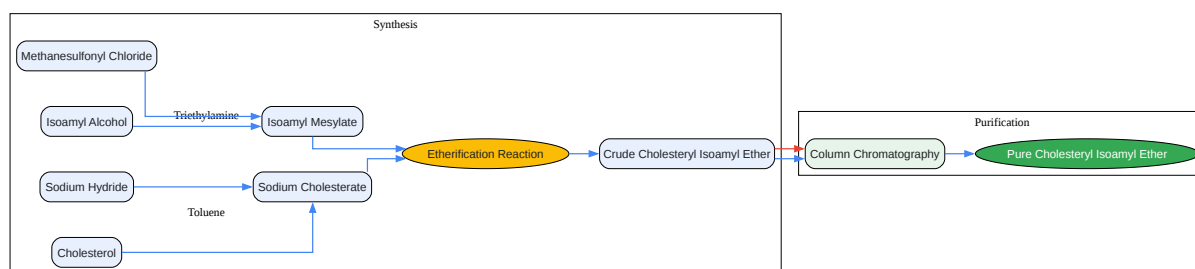 Synthesis
Methanesulfonyl Chloride
Triethylamine
Isoamyl Alcohol
Isoamyl Mesylate
Purification
Etherification Reaction
Crude Cholesteryl Isoamyl Ether
Column Chromatography
Pure Cholesteryl Isoamyl Ether
Sodium Hydride
Sodium Cholesterate
Toluene
Cholesterol